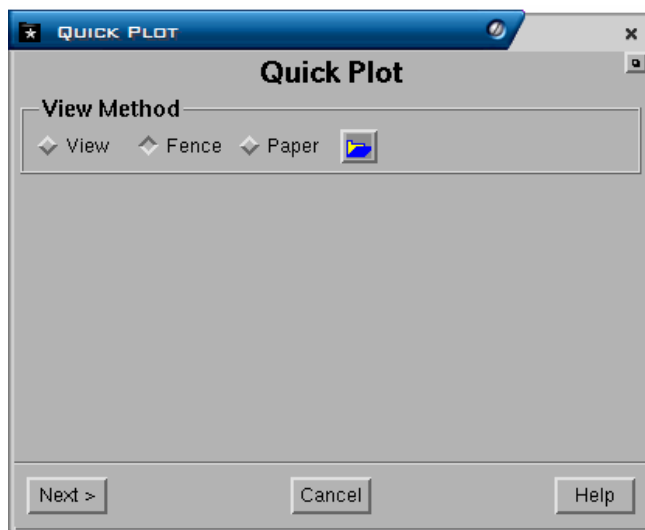 QUICK PLOT
Quick Plot
View Method
View Fence Paper
Next > Cancel Help